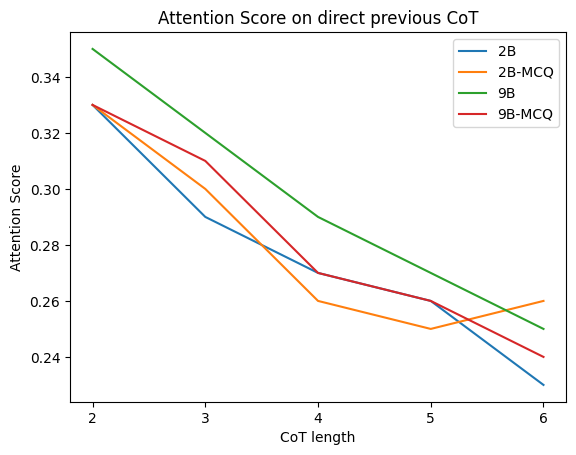 Attention Score on direct previous CoT
2B
2B-MCQ
9B
9B-MCQ
Attention Score
0.34
0.32
0.30
0.28
0.26
0.24
2 3 4 5 6
CoT length